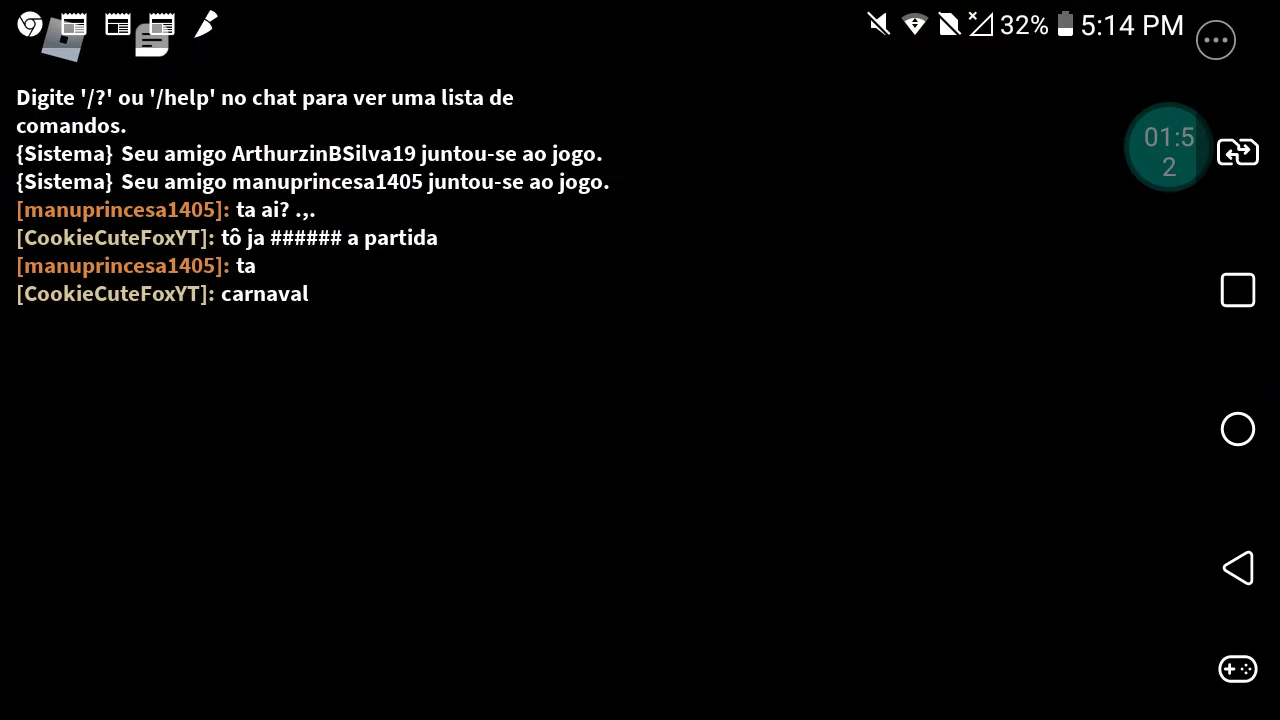 32% 5:14 PM
Digite '/?' ou '/help' no chat para ver uma lista de
comandos.
{Sistema} Seu amigo ArthurzinBSilva19 juntou-se ao jogo.
{Sistema} Seu amigo manuprincesa1405 juntou-se ao jogo.
[manuprincesa1405]: ta ai? .,.
[CookieCuteFoxYT]: tô ja ###### a partida
[manuprincesa1405]: ta
[CookieCuteFoxYT]: carnaval
01:5
2